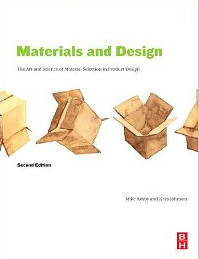 Materials and Design
The Art and Science of Material Selection in Product Design
Second Edition
Mike Ashby and Kara Johnson
B
H